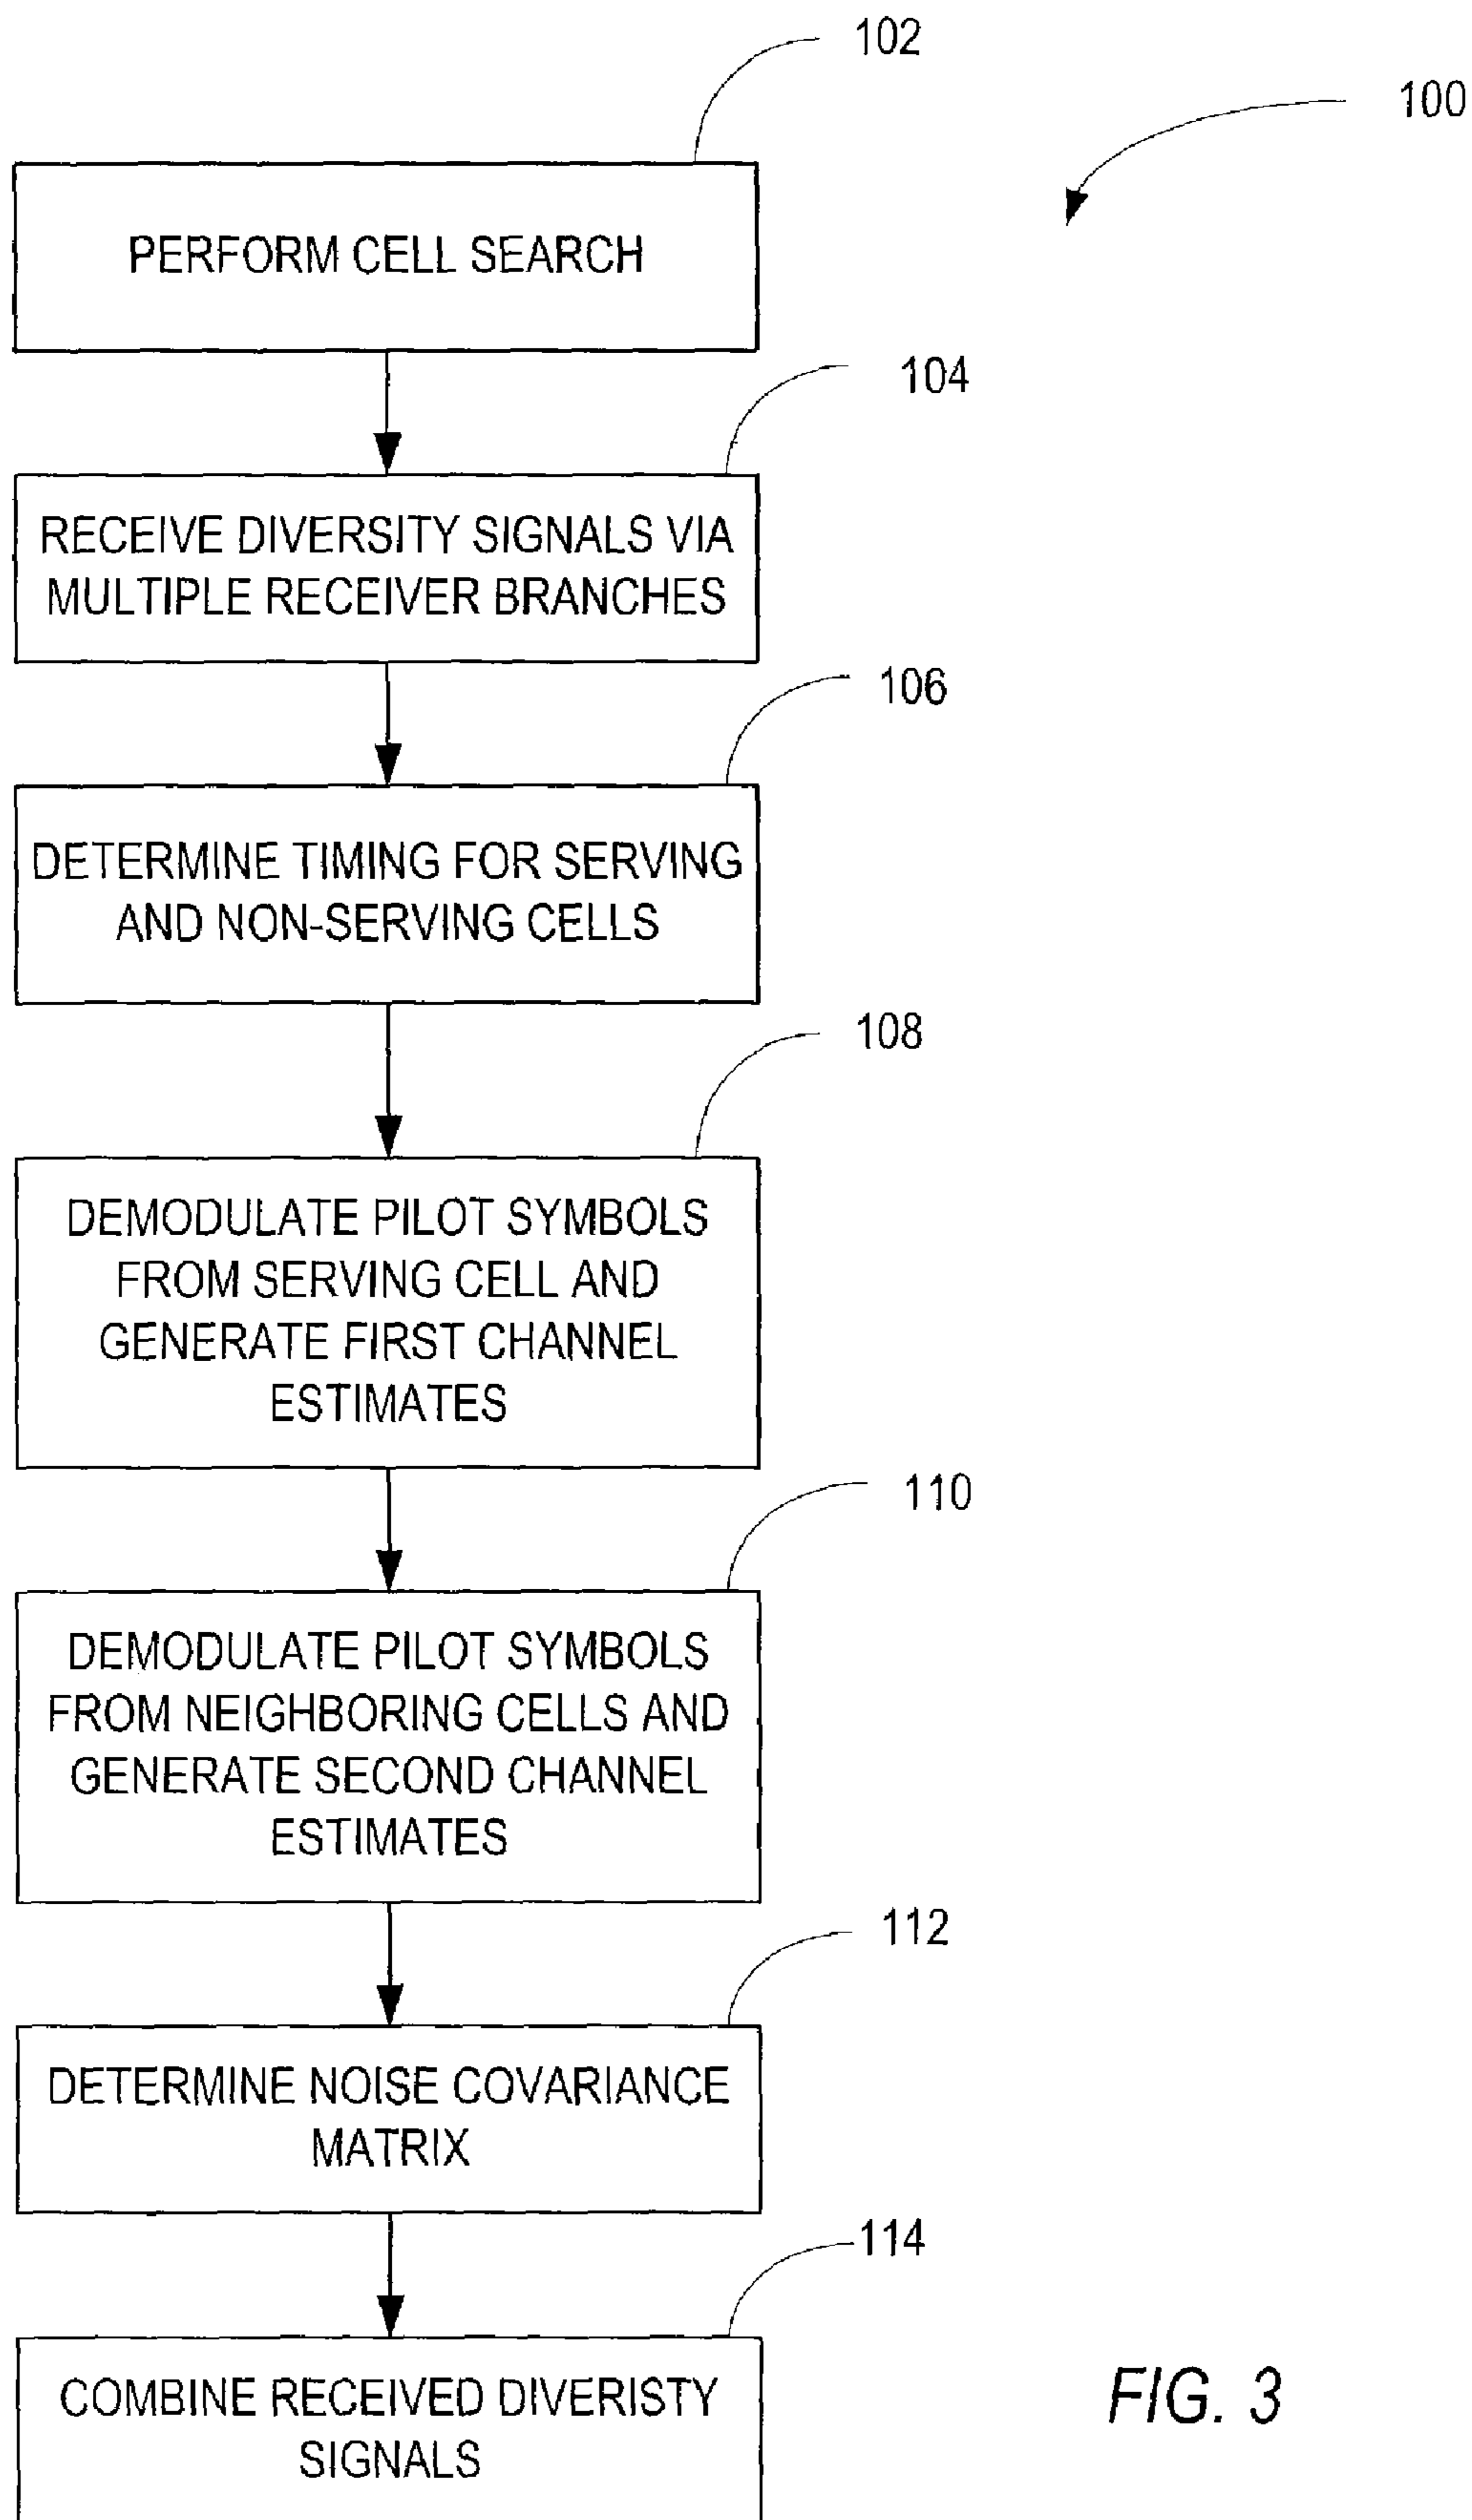 102
100
PERFORM CELL SEARCH
104
RECEIVE DIVERSITY SIGNALS VIA
MULTIPLE RECEIVER BRANCHES
106
DETERMINE TIMING FOR SERVING
AND NON-SERVING CELLS
108
DEMODULATE PILOT SYMBOLS
FROM SERVING CELL AND
GENERATE FIRST CHANNEL
ESTIMATES
110
DEMODULATE PILOT SYMBOLS
FROM NEIGHBORING CELLS AND
GENERATE SECOND CHANNEL
ESTIMATES
112
DETERMINE NOISE COVARIANCE
MATRIX
114
COMBINE RECEIVED DIVERISTY
SIGNALS
FIG. 3